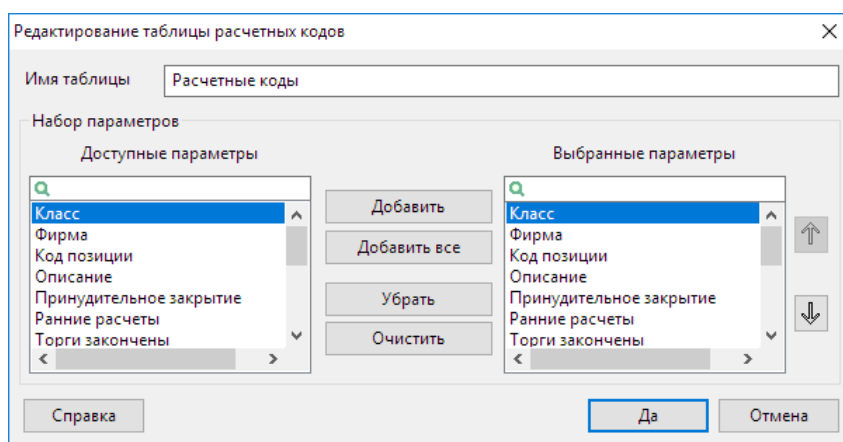 Редактирование таблицы расчетных кодов
Имя таблицы
Расчетные коды
Набор параметров
Доступные параметры
Класс
Фирма
Код позиции
Описание
Принудительное закрытие
Ранние расчеты
Торги закончены
Добавить
Добавить все
Убрать
Очистить
Выбранные параметры
Класс
Фирма
Код позиции
Описание
Принудительное закрытие
Ранние расчеты
Торги закончены
Справка
Да
Отмена